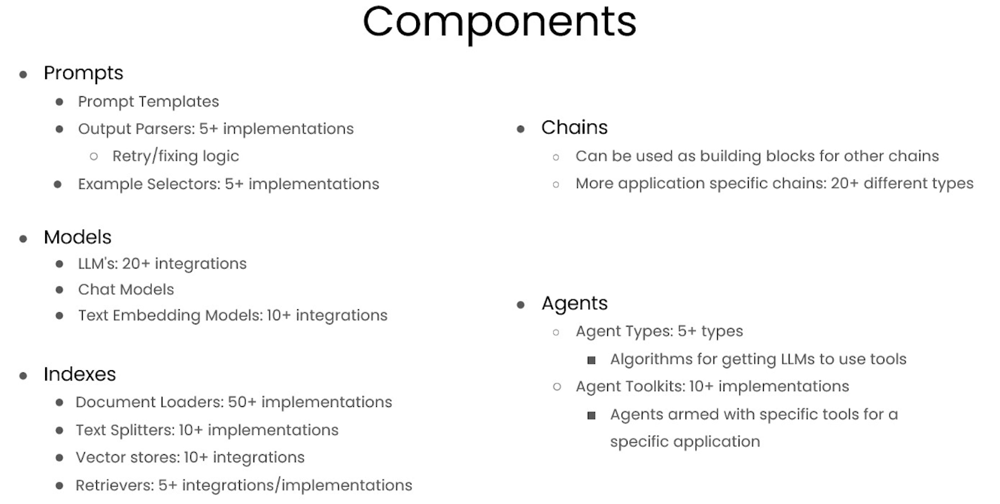 Components
Prompts
Prompt Templates
Output Parsers: 5+ implementations
Retry/fixing logic
Example Selectors: 5+ implementations
Models
LLM's: 20+ integrations
Chat Models
Text Embedding Models: 10+ integrations
Indexes
Document Loaders: 50+ implementations
Text Splitters: 10+ implementations
Vector stores: 10+ integrations
Retrievers: 5+ integrations/implementations
Chains
Can be used as building blocks for other chains
More application specific chains: 20+ different types
Agents
Agent Types: 5+ types
Algorithms for getting LLMs to use tools
Agent Toolkits: 10+ implementations
Agents armed with specific tools for a
specific application